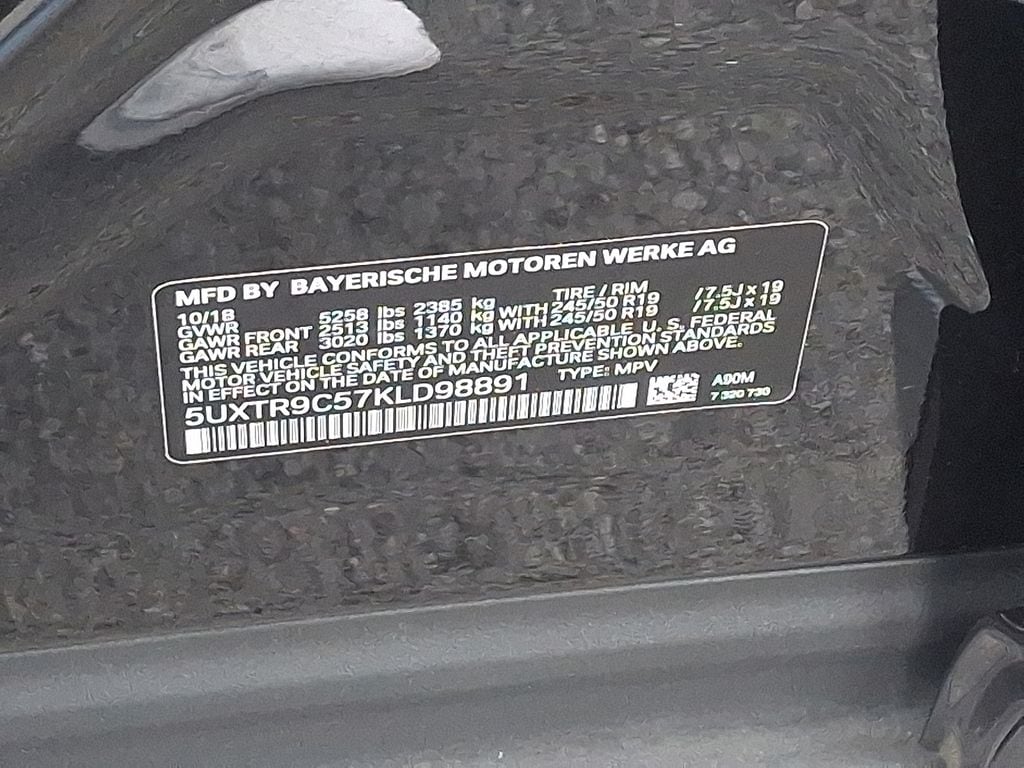 MFD BY BAYERISCHE MOTOREN WERKE AG
10/18 TIRE / RIM
GVWR 5258 lbs 2385 kg
GAWR FRONT 2513 lbs 1140 kg WITH 245/50 R19 /7.5J x 19
GAWR REAR 3020 lbs 1370 kg WITH 245/50 R19 /7.5J x 19
THIS VEHICLE CONFORMS TO ALL APPLICABLE U. S. FEDERAL
MOTOR VEHICLE SAFETY AND THEFT PREVENTION STANDARDS
IN EFFECT ON THE DATE OF MANUFACTURE SHOWN ABOVE.
5UXTR9C57KLD98891 TYPE: MPV
A90M
7 320 730